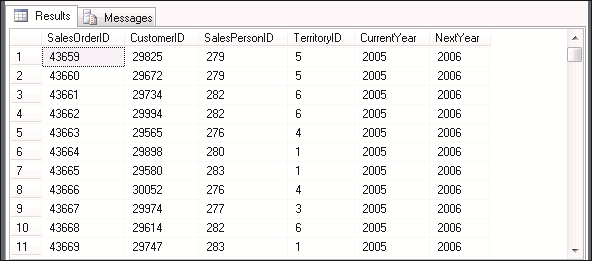 Results Messages
SalesOrderID CustomerID SalesPersonID TerritoryID CurrentYear NextYear
1 43659 29825 279 5 2005 2006
2 43660 29672 279 5 2005 2006
3 43661 29734 282 6 2005 2006
4 43662 29994 282 6 2005 2006
5 43663 29565 276 4 2005 2006
6 43664 29898 280 1 2005 2006
7 43665 29580 283 1 2005 2006
8 43666 30052 276 4 2005 2006
9 43667 29974 277 3 2005 2006
10 43668 29614 282 6 2005 2006
11 43669 29747 283 1 2005 2006